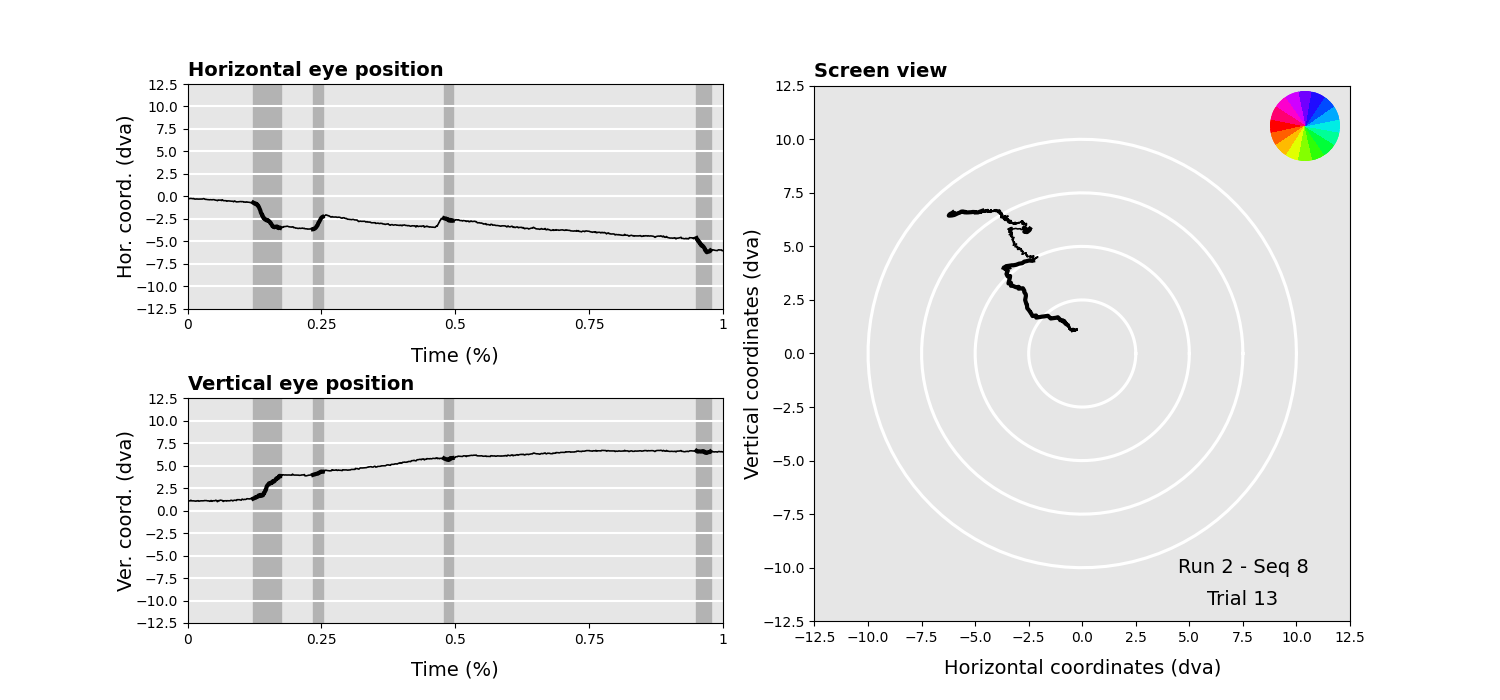 Horizontal eye position
Hor. coord. (dva)
12.5
10.0
7.5
5.0
2.5
0.0
−2.5
−5.0
−7.5
−10.0
−12.5
0 0.25 0.5 0.75 1
Time (%)
Vertical eye position
Ver. coord. (dva)
12.5
10.0
7.5
5.0
2.5
0.0
−2.5
−5.0
−7.5
−10.0
−12.5
0 0.25 0.5 0.75 1
Time (%)
Screen view
Vertical coordinates (dva)
12.5
10.0
7.5
5.0
2.5
0.0
−2.5
−5.0
−7.5
−10.0
−12.5
Run 2 - Seq 8
Trial 13
−12.5 −10.0 −7.5 −5.0 −2.5 0.0 2.5 5.0 7.5 10.0 12.5
Horizontal coordinates (dva)